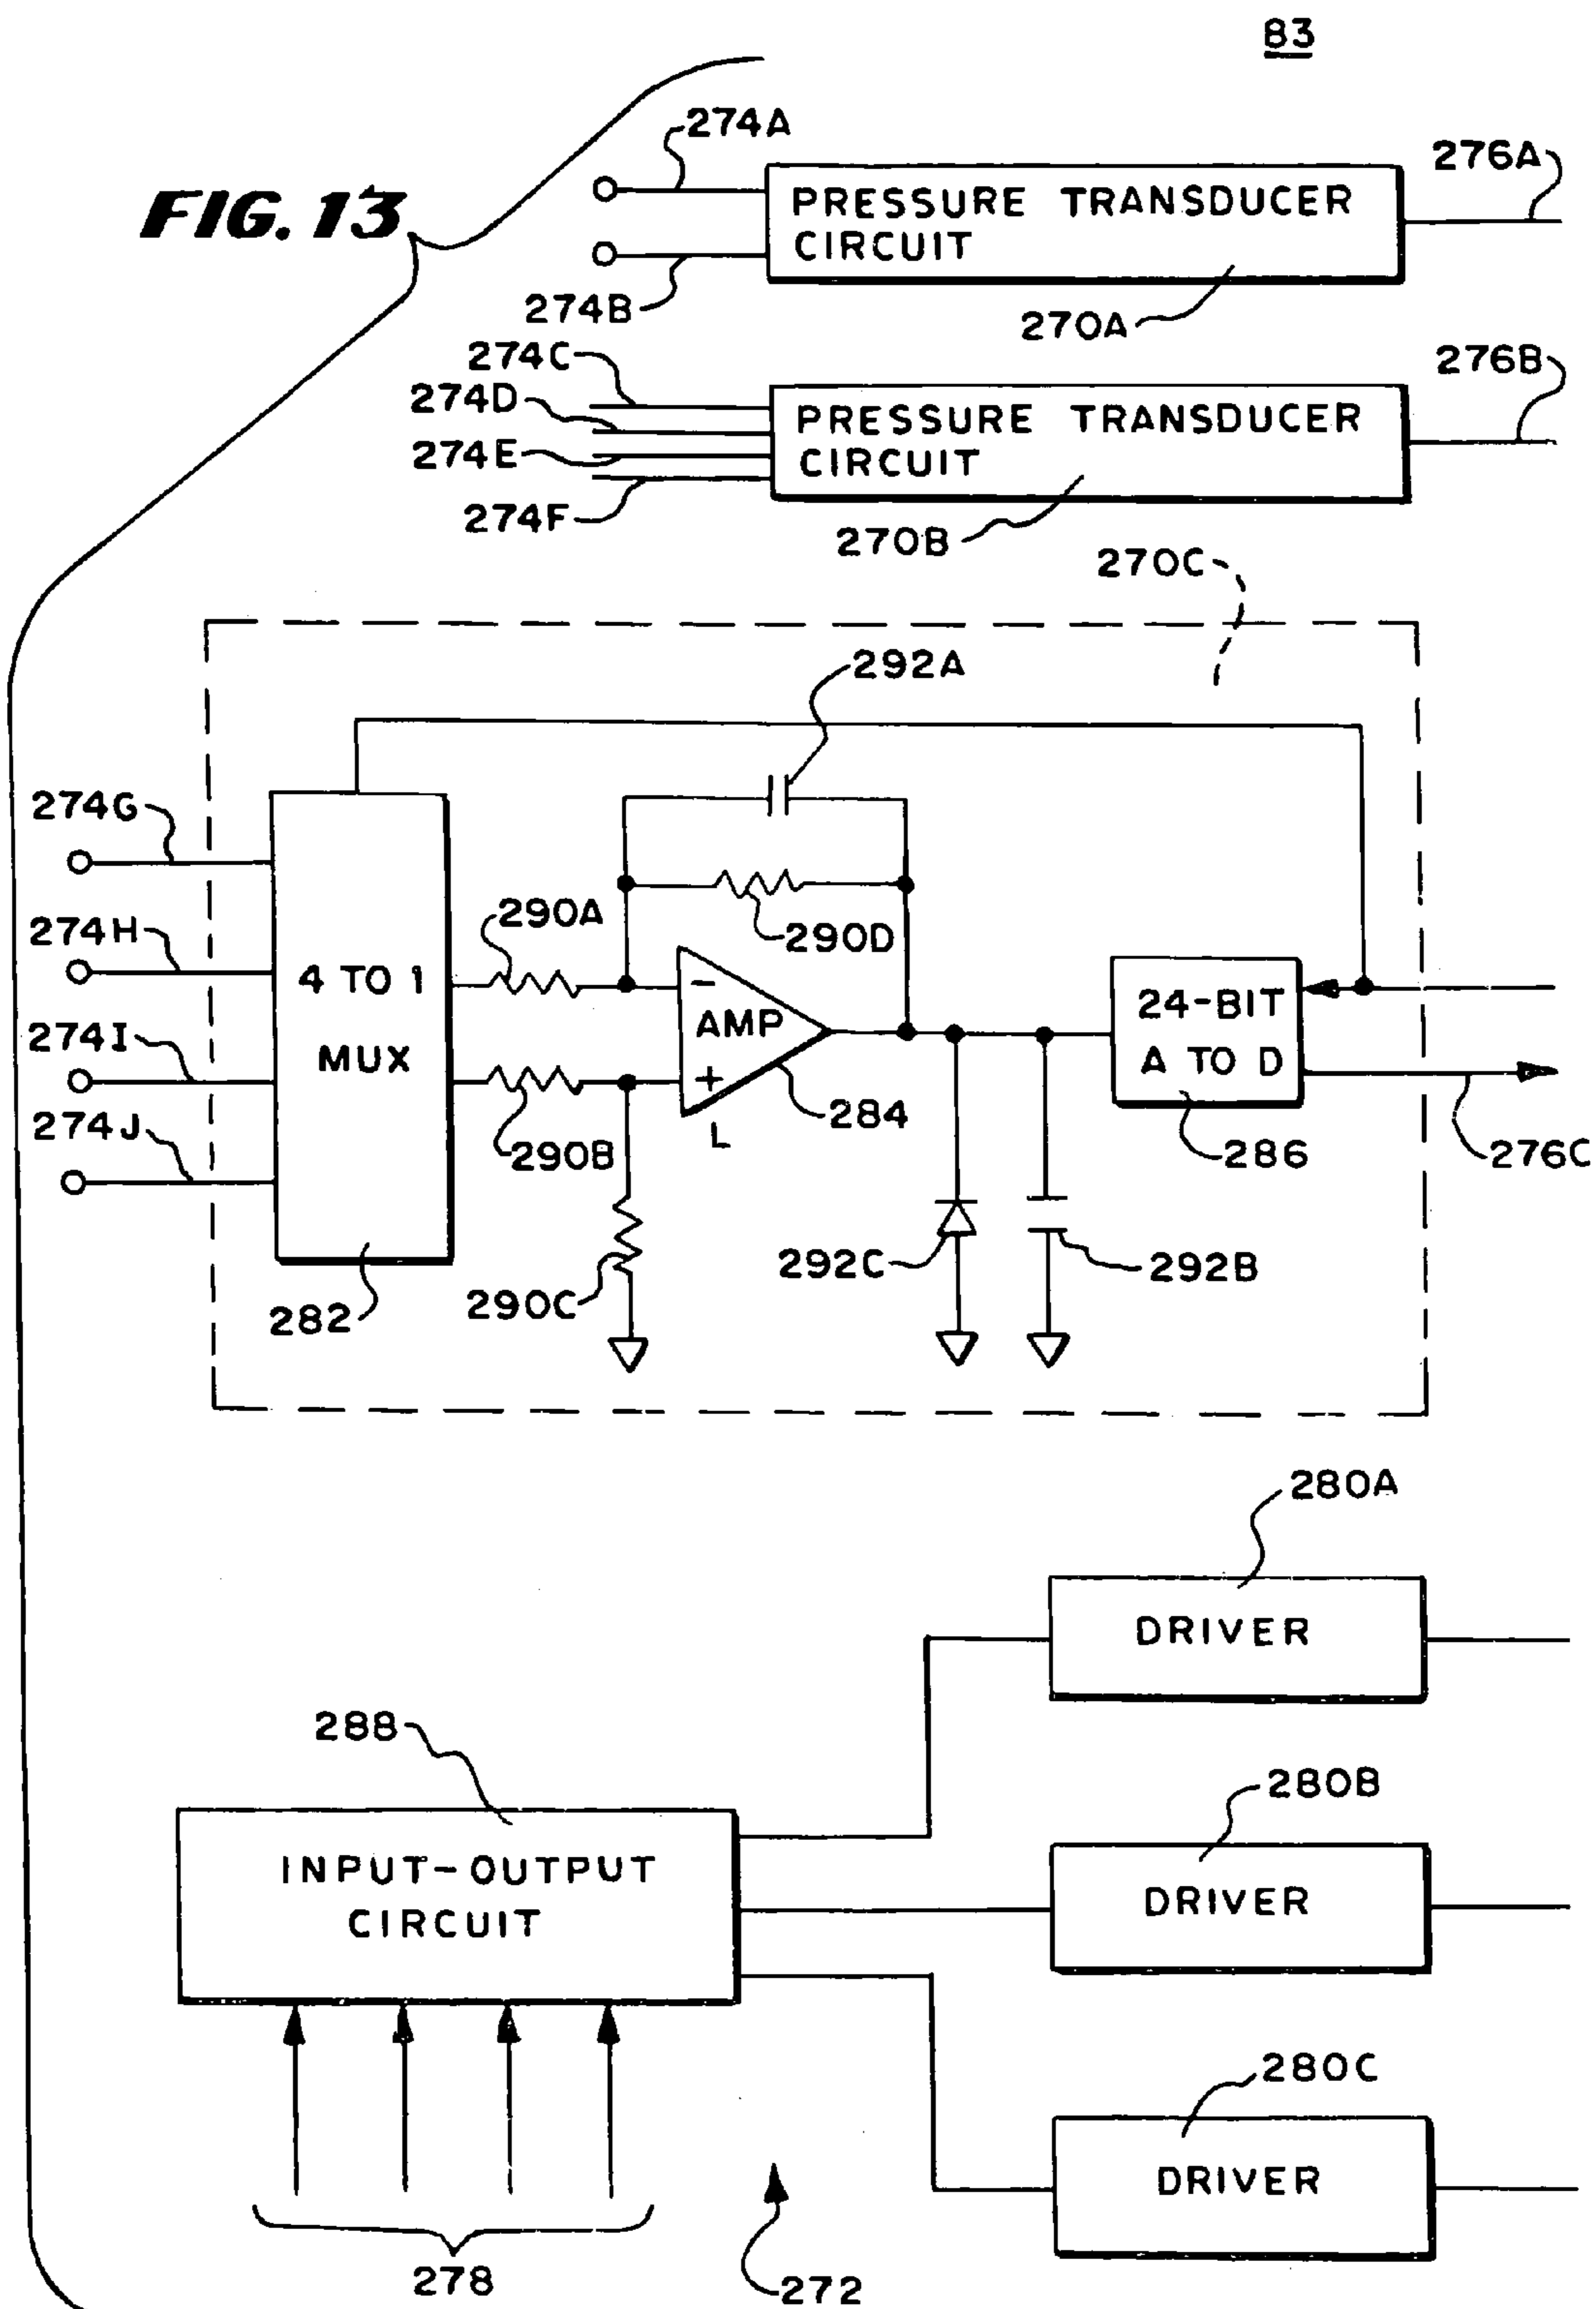 83
FIG. 13
274A
276A
PRESSURE TRANSDUCER
CIRCUIT
274B
270A
274C
276B
274D
PRESSURE TRANSDUCER
CIRCUIT
274E
274F
270B
270C
292A
274G
290A
290D
274H
4 TO 1
MUX
-
AMP
+
24-BIT
A TO D
274I
284
L
274J
290B
286
276C
292C
292B
290C
282
280A
DRIVER
288
280B
INPUT-OUTPUT
CIRCUIT
DRIVER
280C
DRIVER
278
272